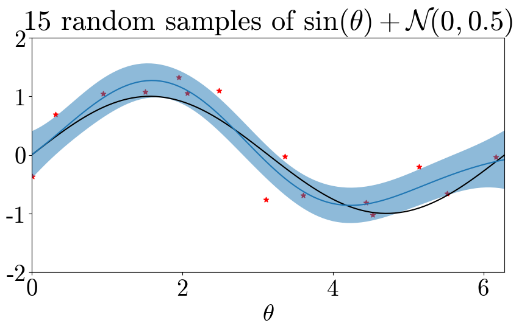 15 random samples of sin(θ) + 𝒩(0, 0.5)
2
1
0
-1
-2
0 2 4 6
θ